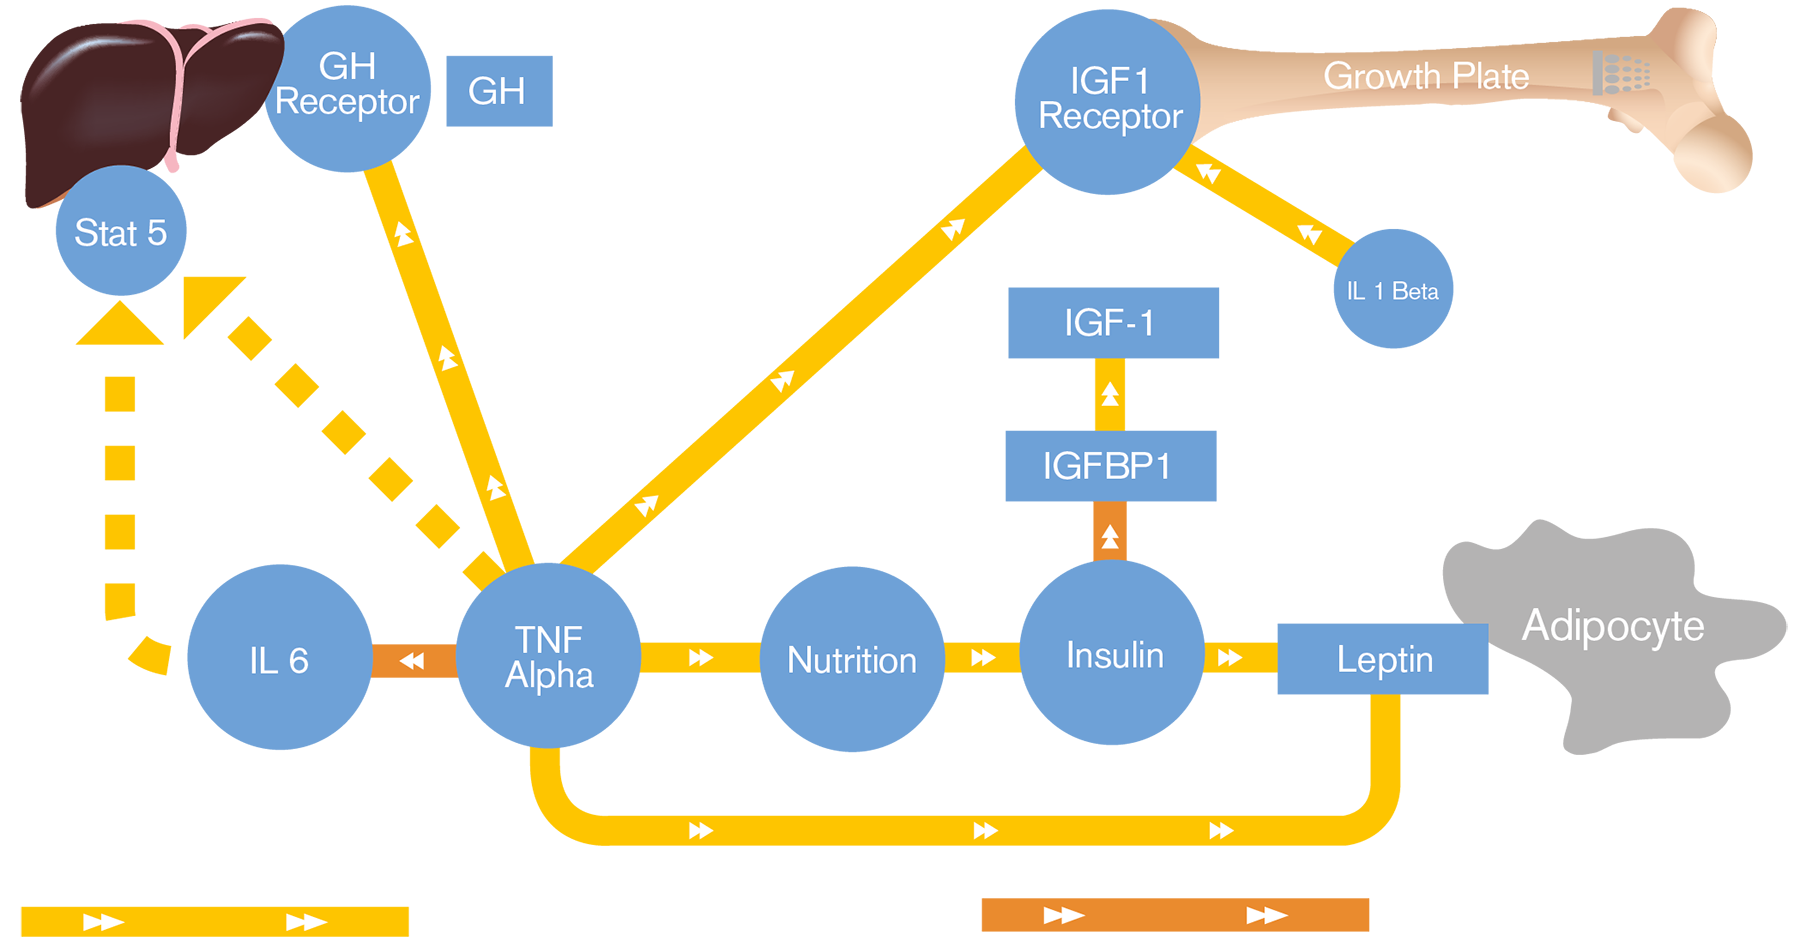 GH
Receptor
GH
IGF1
Receptor
Growth Plate
Stat 5
IL 1 Beta
IGF-1
IGFBP1
IL 6
TNF
Alpha
Nutrition
Insulin
Leptin
Adipocyte